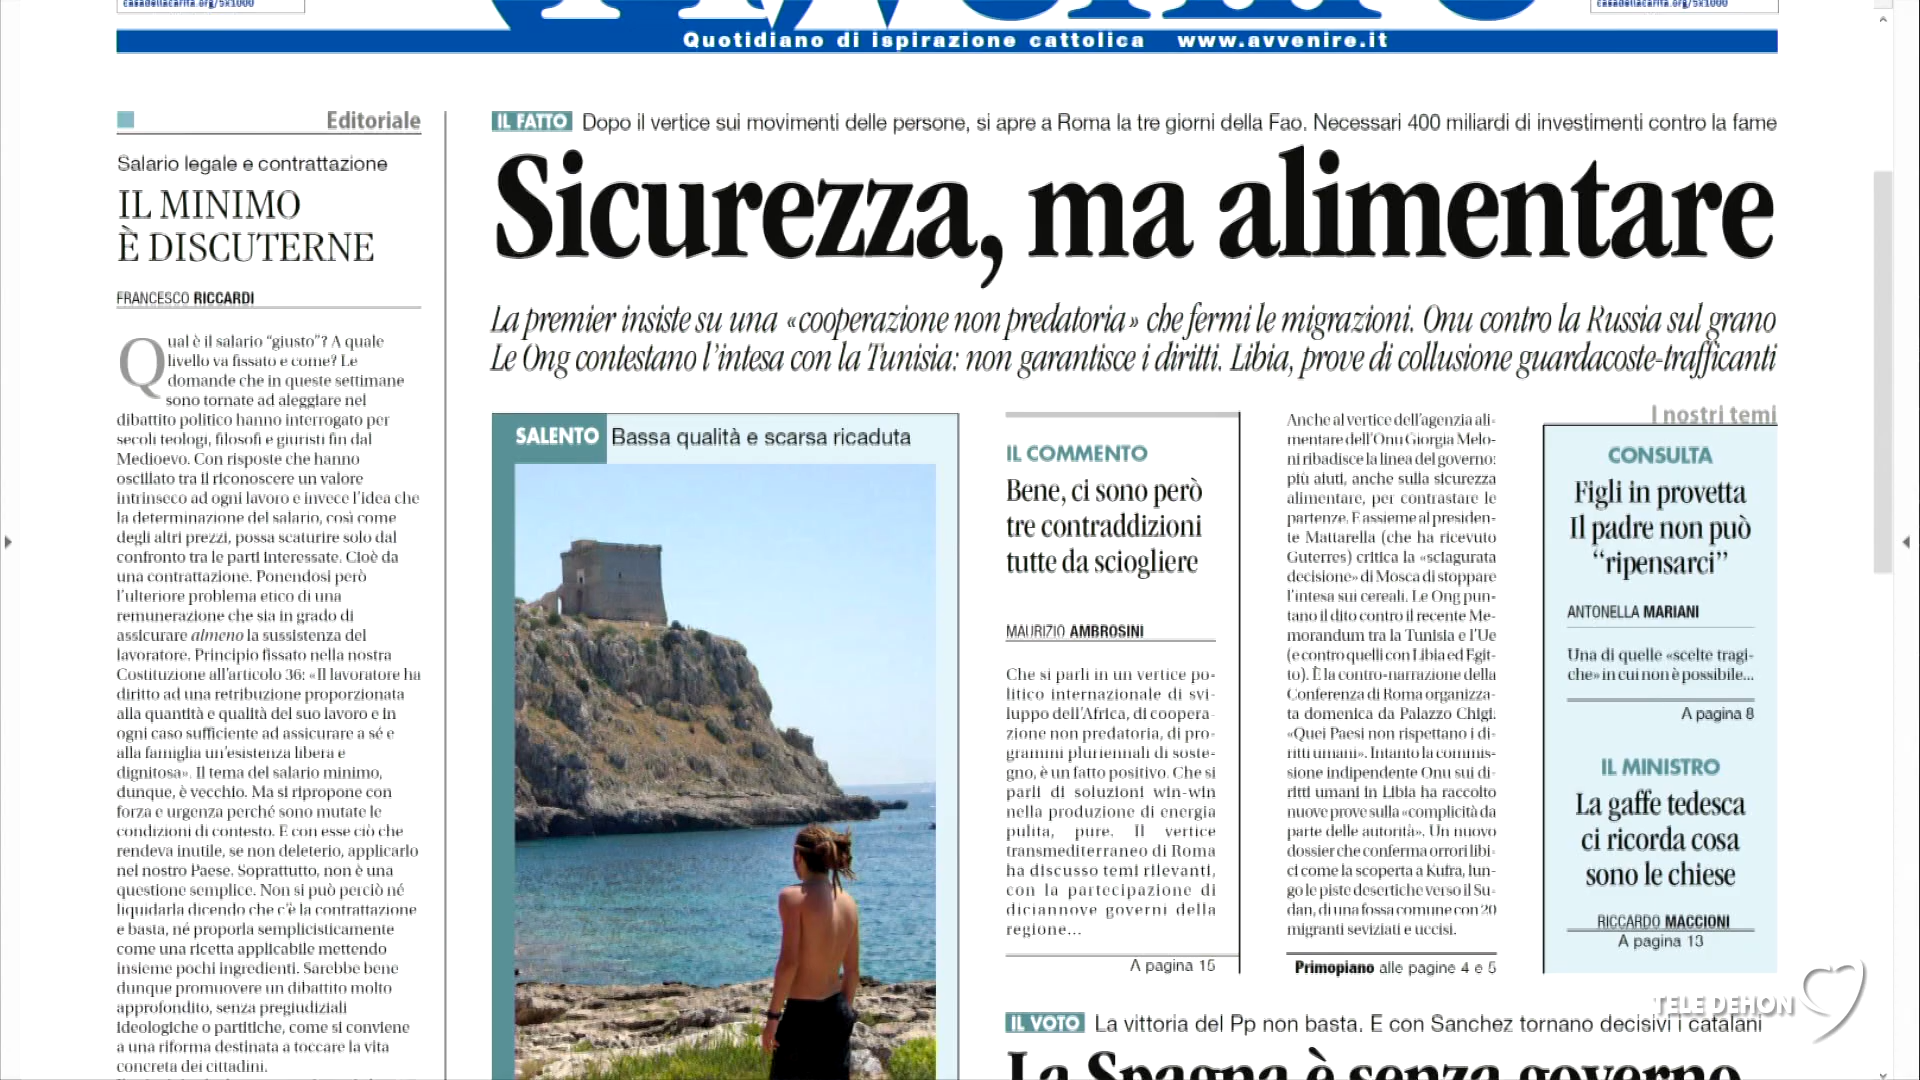 casadellacarita.org/5x1000
casadellacarita.org/5x1000
Avvenire
Quotidiano di ispirazione cattolica www.avvenire.it
Editoriale
Salario legale e contrattazione
IL MINIMO
È DISCUTERNE
FRANCESCO RICCARDI
Qual è il salario “giusto”? A quale
livello va fissato e come? Le
domande che in queste settimane
sono tornate ad aleggiare nel
dibattito politico hanno interrogato per
secoli teologi, filosofi e giuristi fin dal
Medioevo. Con risposte che hanno
oscillato tra il riconoscere un valore
intrinseco ad ogni lavoro e invece l’idea che
la determinazione del salario, così come
degli altri prezzi, possa scaturire solo dal
confronto tra le parti interessate. Cioè da
una contrattazione. Ponendosi però
l’ulteriore problema etico di una
remunerazione che sia in grado di
assicurare almeno la sussistenza del
lavoratore. Principio fissato nella nostra
Costituzione all’articolo 36: «Il lavoratore ha
diritto ad una retribuzione proporzionata
alla quantità e qualità del suo lavoro e in
ogni caso sufficiente ad assicurare a sé e
alla famiglia un’esistenza libera e
dignitosa». Il tema del salario minimo,
dunque, è vecchio. Ma si ripropone con
forza e urgenza perché sono mutate le
condizioni di contesto. E con esse ciò che
rendeva inutile, se non deleterio, applicarlo
nel nostro Paese. Soprattutto, non è una
questione semplice. Non si può perciò né
liquidarla dicendo che c’è la contrattazione
e basta, né proporla semplicisticamente
come una ricetta applicabile mettendo
insieme pochi ingredienti. Sarebbe bene
dunque promuovere un dibattito molto
approfondito, senza pregiudiziali
ideologiche o partitiche, come si conviene
a una riforma destinata a toccare la vita
concreta dei cittadini.
IL FATTO Dopo il vertice sui movimenti delle persone, si apre a Roma la tre giorni della Fao. Necessari 400 miliardi di investimenti contro la fame
Sicurezza, ma alimentare
La premier insiste su una «cooperazione non predatoria» che fermi le migrazioni. Onu contro la Russia sul grano
Le Ong contestano l’intesa con la Tunisia: non garantisce i diritti. Libia, prove di collusione guardacoste-trafficanti
SALENTO Bassa qualità e scarsa ricaduta
IL COMMENTO
Bene, ci sono però
tre contraddizioni
tutte da sciogliere
MAURIZIO AMBROSINI
Che si parli in un vertice po-
litico internazionale di svi-
luppo dell’Africa, di coopera-
zione non predatoria, di pro-
grammi pluriennali di soste-
gno, è un fatto positivo. Che si
parli di soluzioni win-win
nella produzione di energia
pulita, pure. Il vertice
transmediterraneo di Roma
ha discusso temi rilevanti,
con la partecipazione di
diciannove governi della
regione...
A pagina 15
Anche al vertice dell’agenzia ali-
mentare dell’Onu Giorgia Melo-
ni ribadisce la linea del governo:
più aiuti, anche sulla sicurezza
alimentare, per contrastare le
partenze. E assieme al presiden-
te Mattarella (che ha ricevuto
Guterres) critica la «sciagurata
decisione» di Mosca di stoppare
l’intesa sui cereali. Le Ong pun-
tano il dito contro il recente Me-
morandum tra la Tunisia e l’Ue
(e contro quelli con Libia ed Egit-
to). È la contro-narrazione della
Conferenza di Roma organizza-
ta domenica da Palazzo Chigi:
«Quei Paesi non rispettano i di-
ritti umani». Intanto la commis-
sione indipendente Onu sui di-
ritti umani in Libia ha raccolto
nuove prove sulla «complicità da
parte delle autorità». Un nuovo
dossier che conferma orrori libi-
ci come la scoperta a Kufra, lun-
go le piste desertiche verso il Su-
dan, di una fossa comune con 20
migranti seviziati e uccisi.
Primopiano alle pagine 4 e 5
I nostri temi
CONSULTA
Figli in provetta
Il padre non può
“ripensarci”
ANTONELLA MARIANI
Una di quelle «scelte tragi-
che» in cui non è possibile...
A pagina 8
IL MINISTRO
La gaffe tedesca
ci ricorda cosa
sono le chiese
RICCARDO MACCIONI
A pagina 13
TELE DEHON
IL VOTO La vittoria del Pp non basta. E con Sanchez tornano decisivi i catalani
La Spagna è senza governo